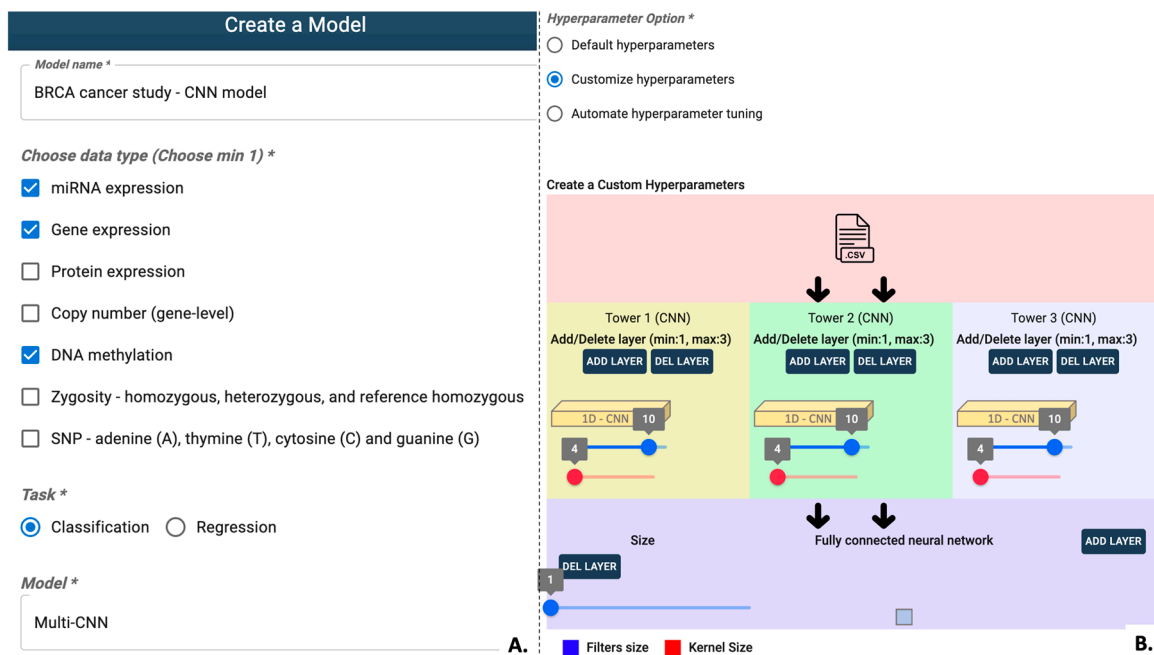 Create a Model
Model name *
BRCA cancer study - CNN model
Choose data type (Choose min 1) *
miRNA expression
Gene expression
Protein expression
Copy number (gene-level)
DNA methylation
Zygosity - homozygous, heterozygous, and reference homozygous
SNP - adenine (A), thymine (T), cytosine (C) and guanine (G)
Task *
Classification Regression
Model *
Multi-CNN
A.
Hyperparameter Option *
Default hyperparameters
Customize hyperparameters
Automate hyperparameter tuning
Create a Custom Hyperparameters
.CSV
Tower 1 (CNN)
Add/Delete layer (min:1, max:3)
ADD LAYER DEL LAYER
1D - CNN 10
4
Tower 2 (CNN)
Add/Delete layer (min:1, max:3)
ADD LAYER DEL LAYER
1D - CNN 10
4
Tower 3 (CNN)
Add/Delete layer (min:1, max:3)
ADD LAYER DEL LAYER
1D - CNN 10
4
Size Fully connected neural network ADD LAYER
DEL LAYER
1
Filters size Kernel Size
B.